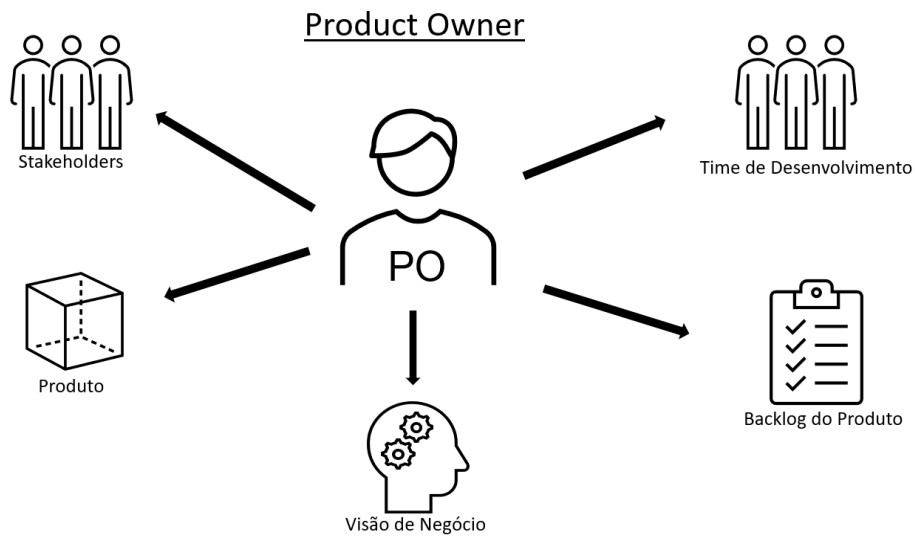 Product Owner
Stakeholders
Time de Desenvolvimento
PO
Produto
Backlog do Produto
Visão de Negócio